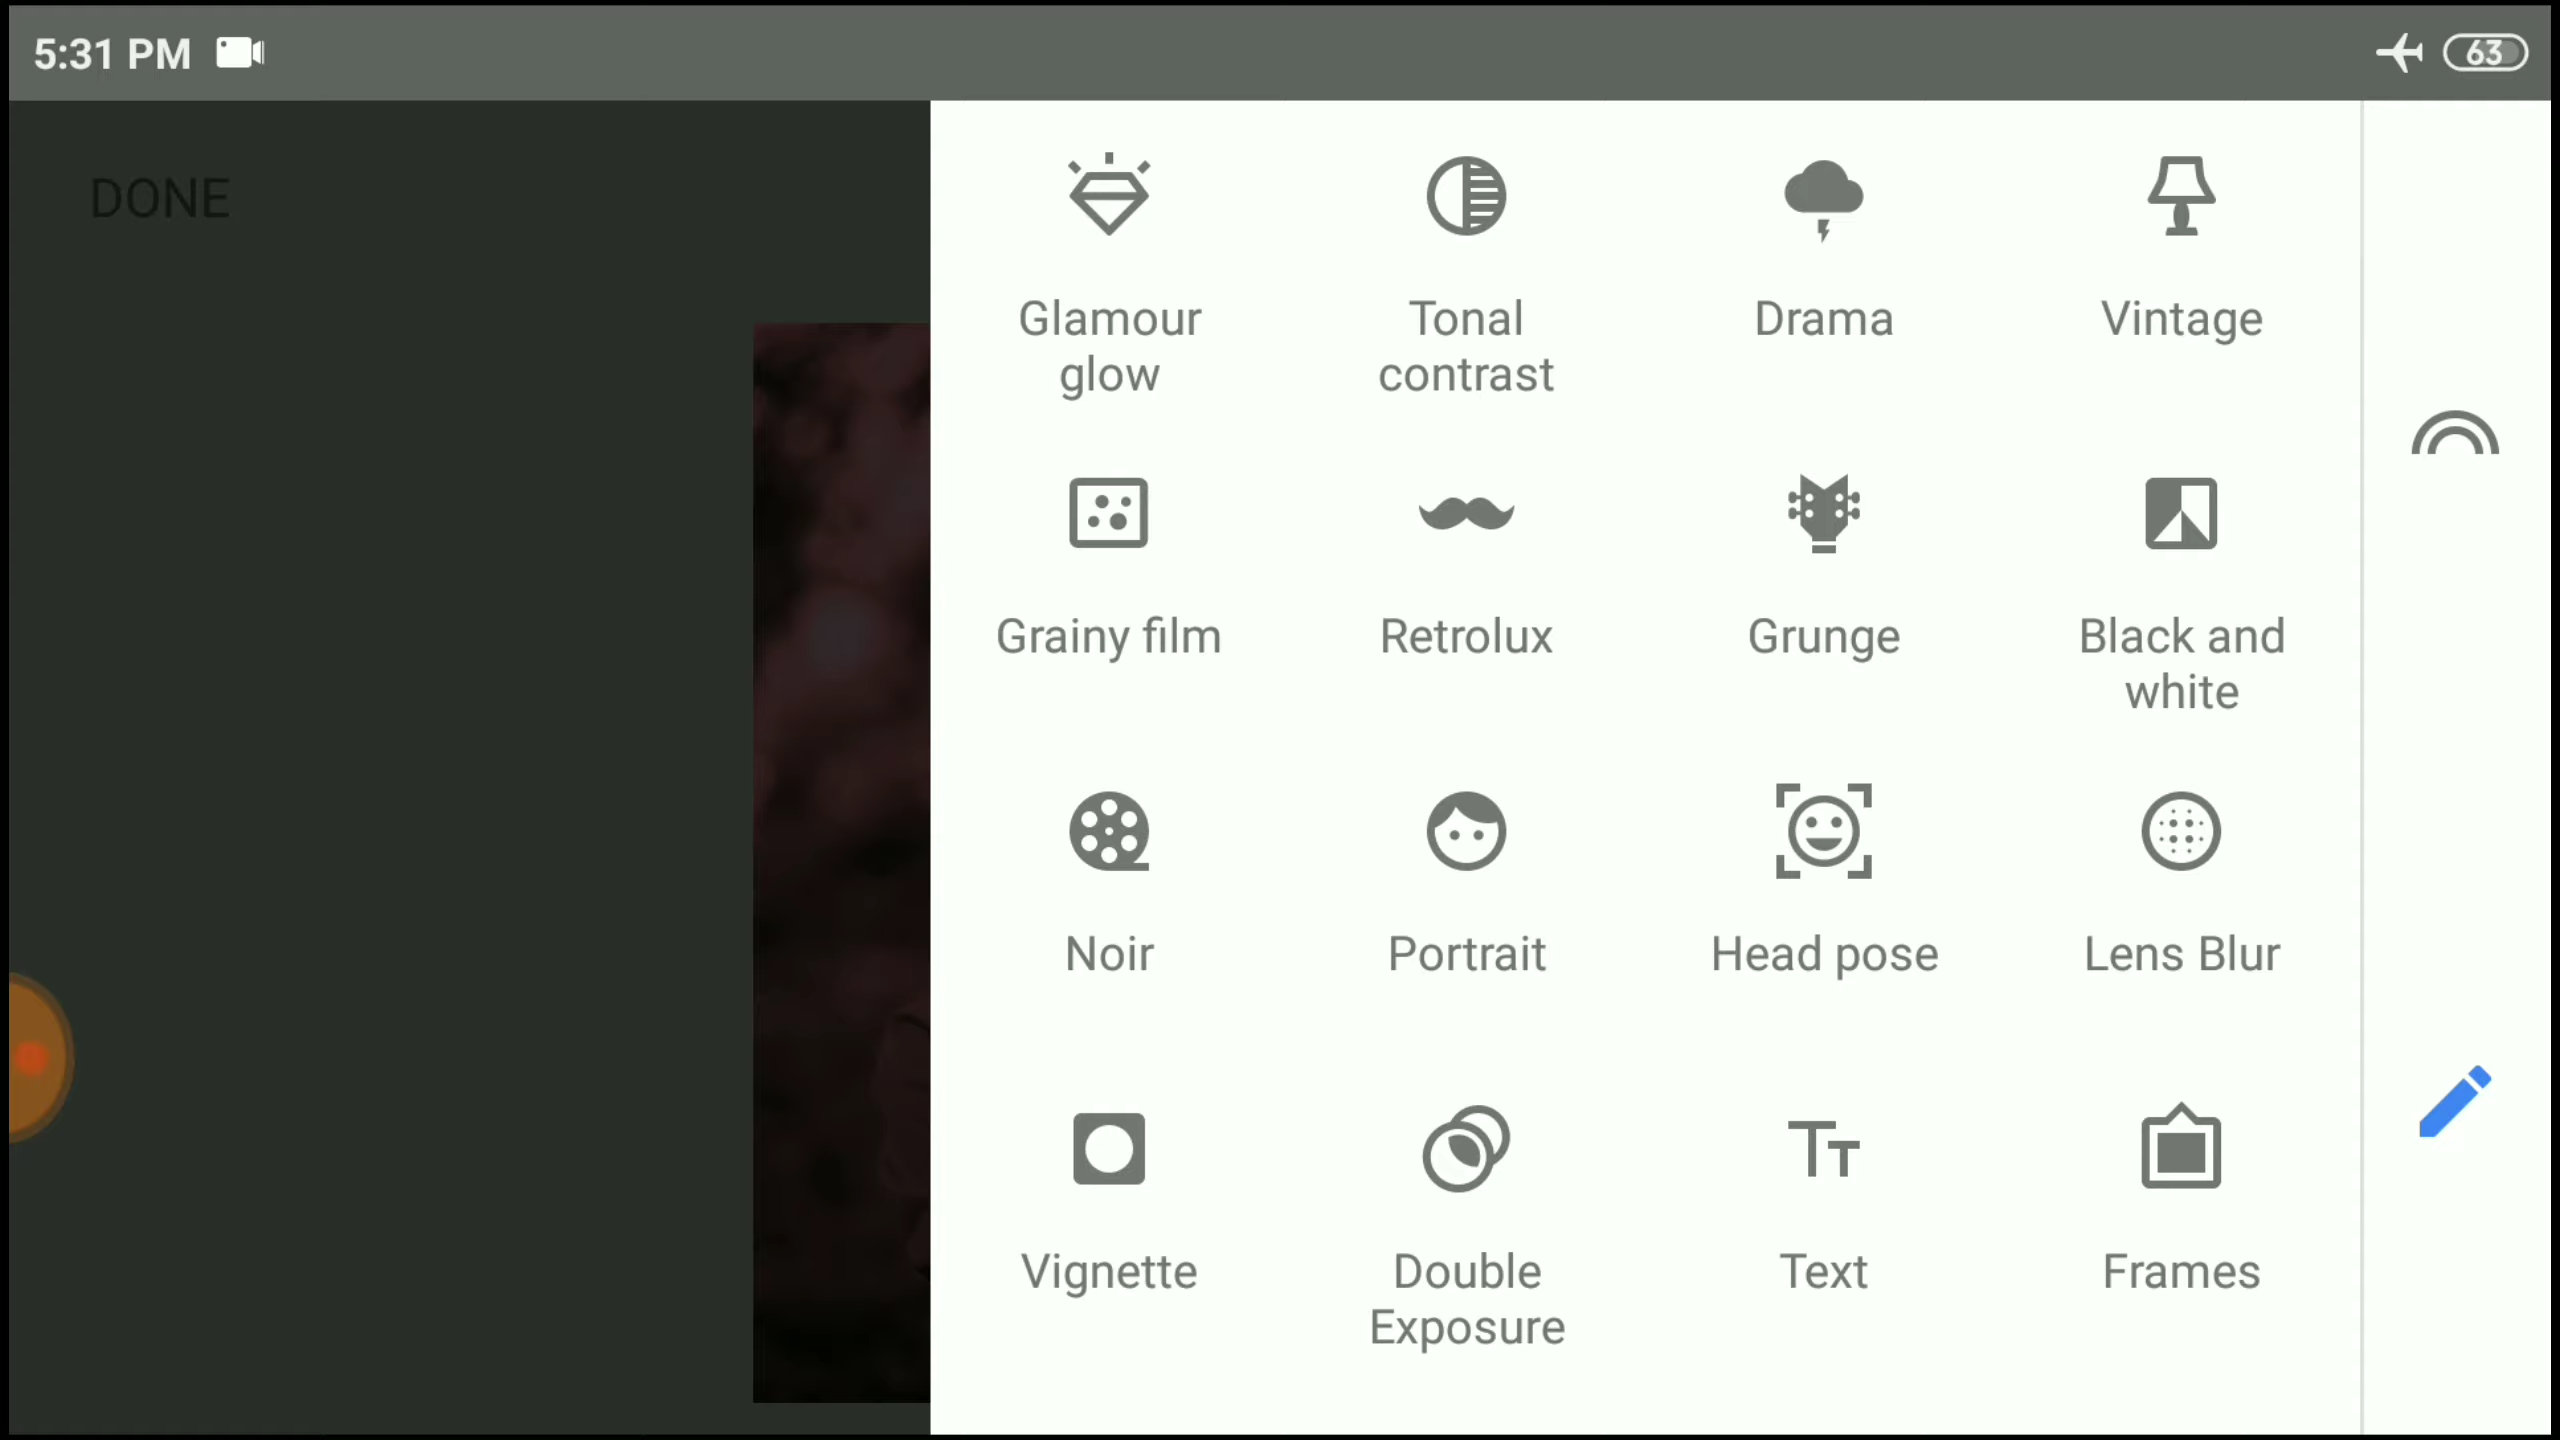 5:31 PM
63
DONE
Glamour
glow
Tonal
contrast
Drama
Vintage
Grainy film
Retrolux
Grunge
Black and
white
Noir
Portrait
Head pose
Lens Blur
Vignette
Double
Exposure
Text
Frames